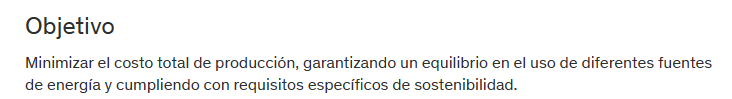 Objetivo
Minimizar el costo total de producción, garantizando un equilibrio en el uso de diferentes fuentes
de energía y cumpliendo con requisitos específicos de sostenibilidad.